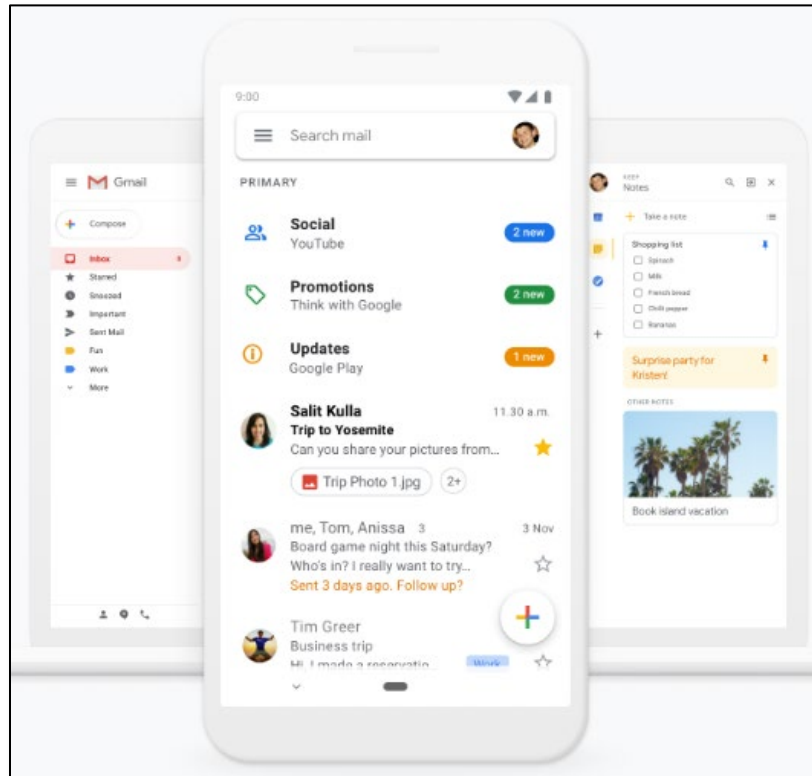 Gmail
Compose
Inbox
Starred
Snoozed
Important
Sent Mail
Fun
Work
More
9:00
Search mail
PRIMARY
Social
YouTube
2 new
Promotions
Think with Google
2 new
Updates
Google Play
1 new
Salit Kulla
11.30 a.m.
Trip to Yosemite
Can you share your pictures from...
Trip Photo 1.jpg
2+
me, Tom, Anissa 3
3 Nov
Board game night this Saturday?
Who's in? I really want to try...
Sent 3 days ago. Follow up?
Tim Greer
Business trip
Hi, I made a reservatio...
Work
KEEP
Notes
Take a note
Shopping list
Spinach
Milk
French bread
Chilli pepper
Bananas
Surprise party for
Kristen!
OTHER NOTES
Book island vacation